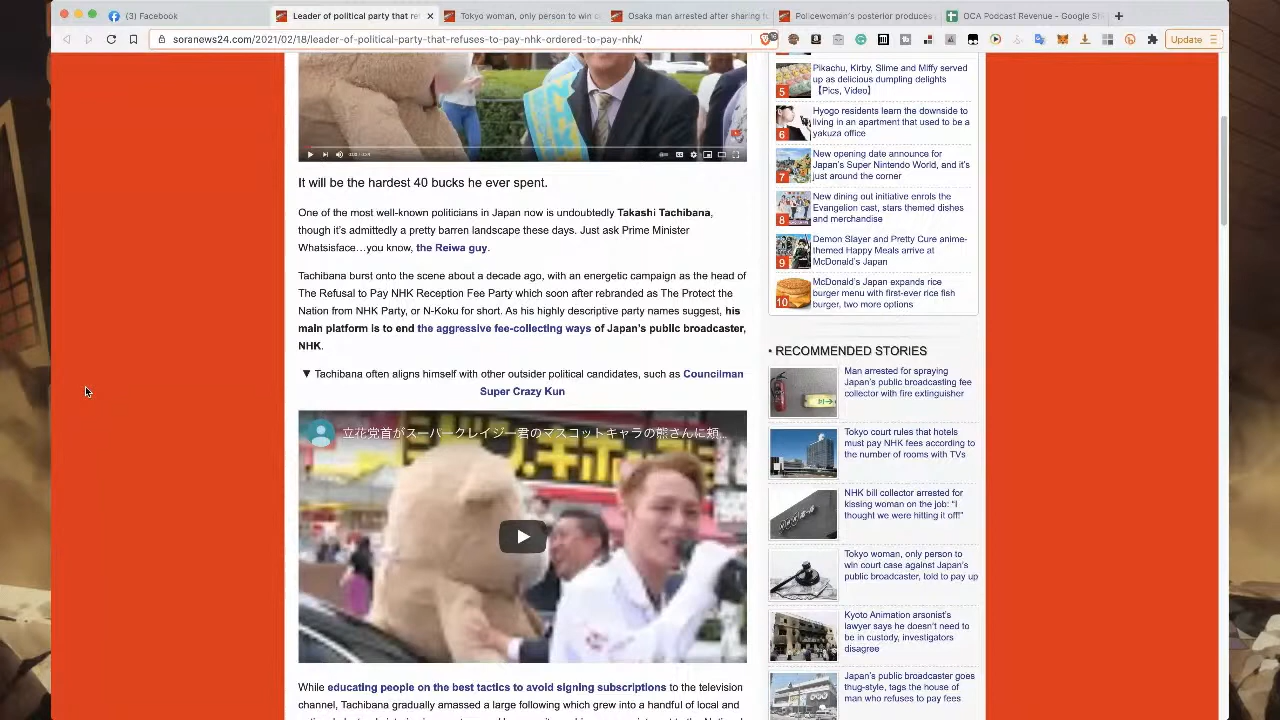 (3) Facebook
Leader of political party that ref
Tokyo woman, only person to win c
Osaka man arrested after sharing f
Policewoman's posterior produces
OCA Podcast Revenue - Google Sh
soranews24.com/2021/02/18/leader-of-political-party-that-refuses-to-pay-nhk-ordered-to-pay-nhk/
Update
It will be the hardest 40 bucks he ever spent.
One of the most well-known politicians in Japan now is undoubtedly Takashi Tachibana,
though it's admittedly a pretty barren landscape these days. Just ask Prime Minister
Whatsisface…you know, the Reiwa guy.
Tachibana burst onto the scene about a decade ago, with an energetic campaign as the head of
The Refusal to Pay NHK Reception Fee Party which soon after rebranded as The Protect the
Nation from NHK Party, or N-Koku for short. As his highly descriptive party names suggest, his
main platform is to end the aggressive fee-collecting ways of Japan's public broadcaster,
NHK.
▼ Tachibana often aligns himself with other outsider political candidates, such as Councilman
Super Crazy Kun
立花党首がスーパークレイジー君のマスコットキャラの熊さんに頬...
While educating people on the best tactics to avoid signing subscriptions to the television
channel, Tachibana gradually amassed a large following which grew into a handful of local and
5
Pikachu, Kirby, Slime and Miffy served
up as delicious dumpling delights
【Pics, Video】
6
Hyogo residents learn the downside to
living in an apartment that used to be a
yakuza office
7
New opening date announce for
Japan's Super Nintendo World, and it's
just around the corner
8
New dining out initiative enrolls the
Evangelion cast, stars themed dishes
and merchandise
9
Demon Slayer and Pretty Cure anime-
themed Happy Meals arrive at
McDonald's Japan
10
McDonald's Japan expands rice
burger menu with first-ever rice fish
burger, two more options
• RECOMMENDED STORIES
Man arrested for spraying
Japan's public broadcasting fee
collector with fire extinguisher
Tokyo court rules that hotels
must pay NHK fees according to
the number of rooms with TVs
NHK bill collector arrested for
kissing woman on the job: "I
thought we were hitting it off!"
Tokyo woman, only person to
win court case against Japan's
public broadcaster, told to pay up
Kyoto Animation arsonist's
lawyer says he doesn't need to
be in custody, investigators
disagree
Japan's public broadcaster goes
thug-style, tags the house of
man who refuses to pay fees